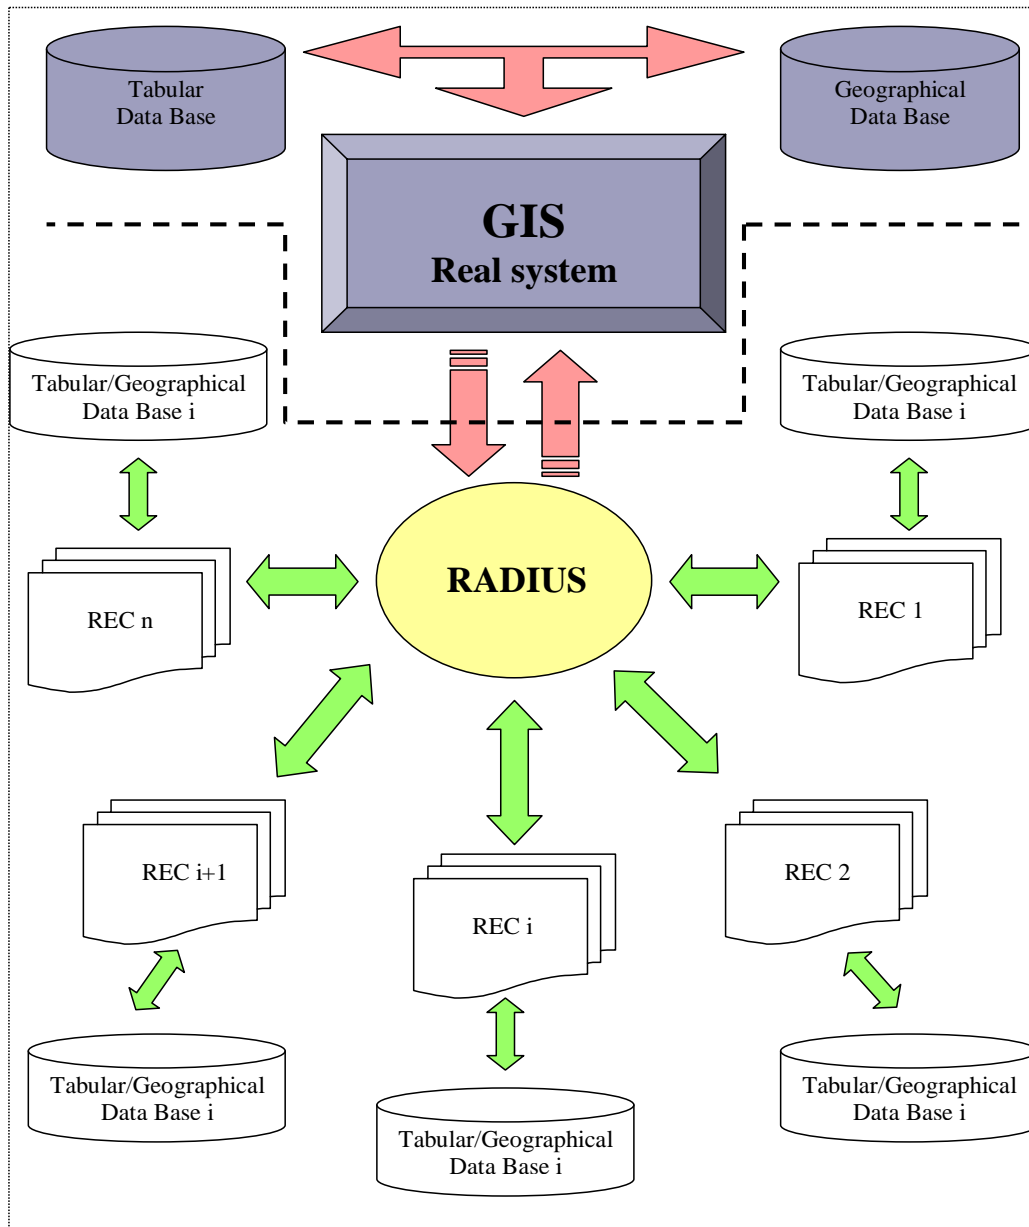 Tabular
Data Base
Geographical
Data Base
GIS
Real system
Tabular/Geographical
Data Base i
Tabular/Geographical
Data Base i
RADIUS
REC n
REC 1
REC i+1
REC i
REC 2
Tabular/Geographical
Data Base i
Tabular/Geographical
Data Base i
Tabular/Geographical
Data Base i